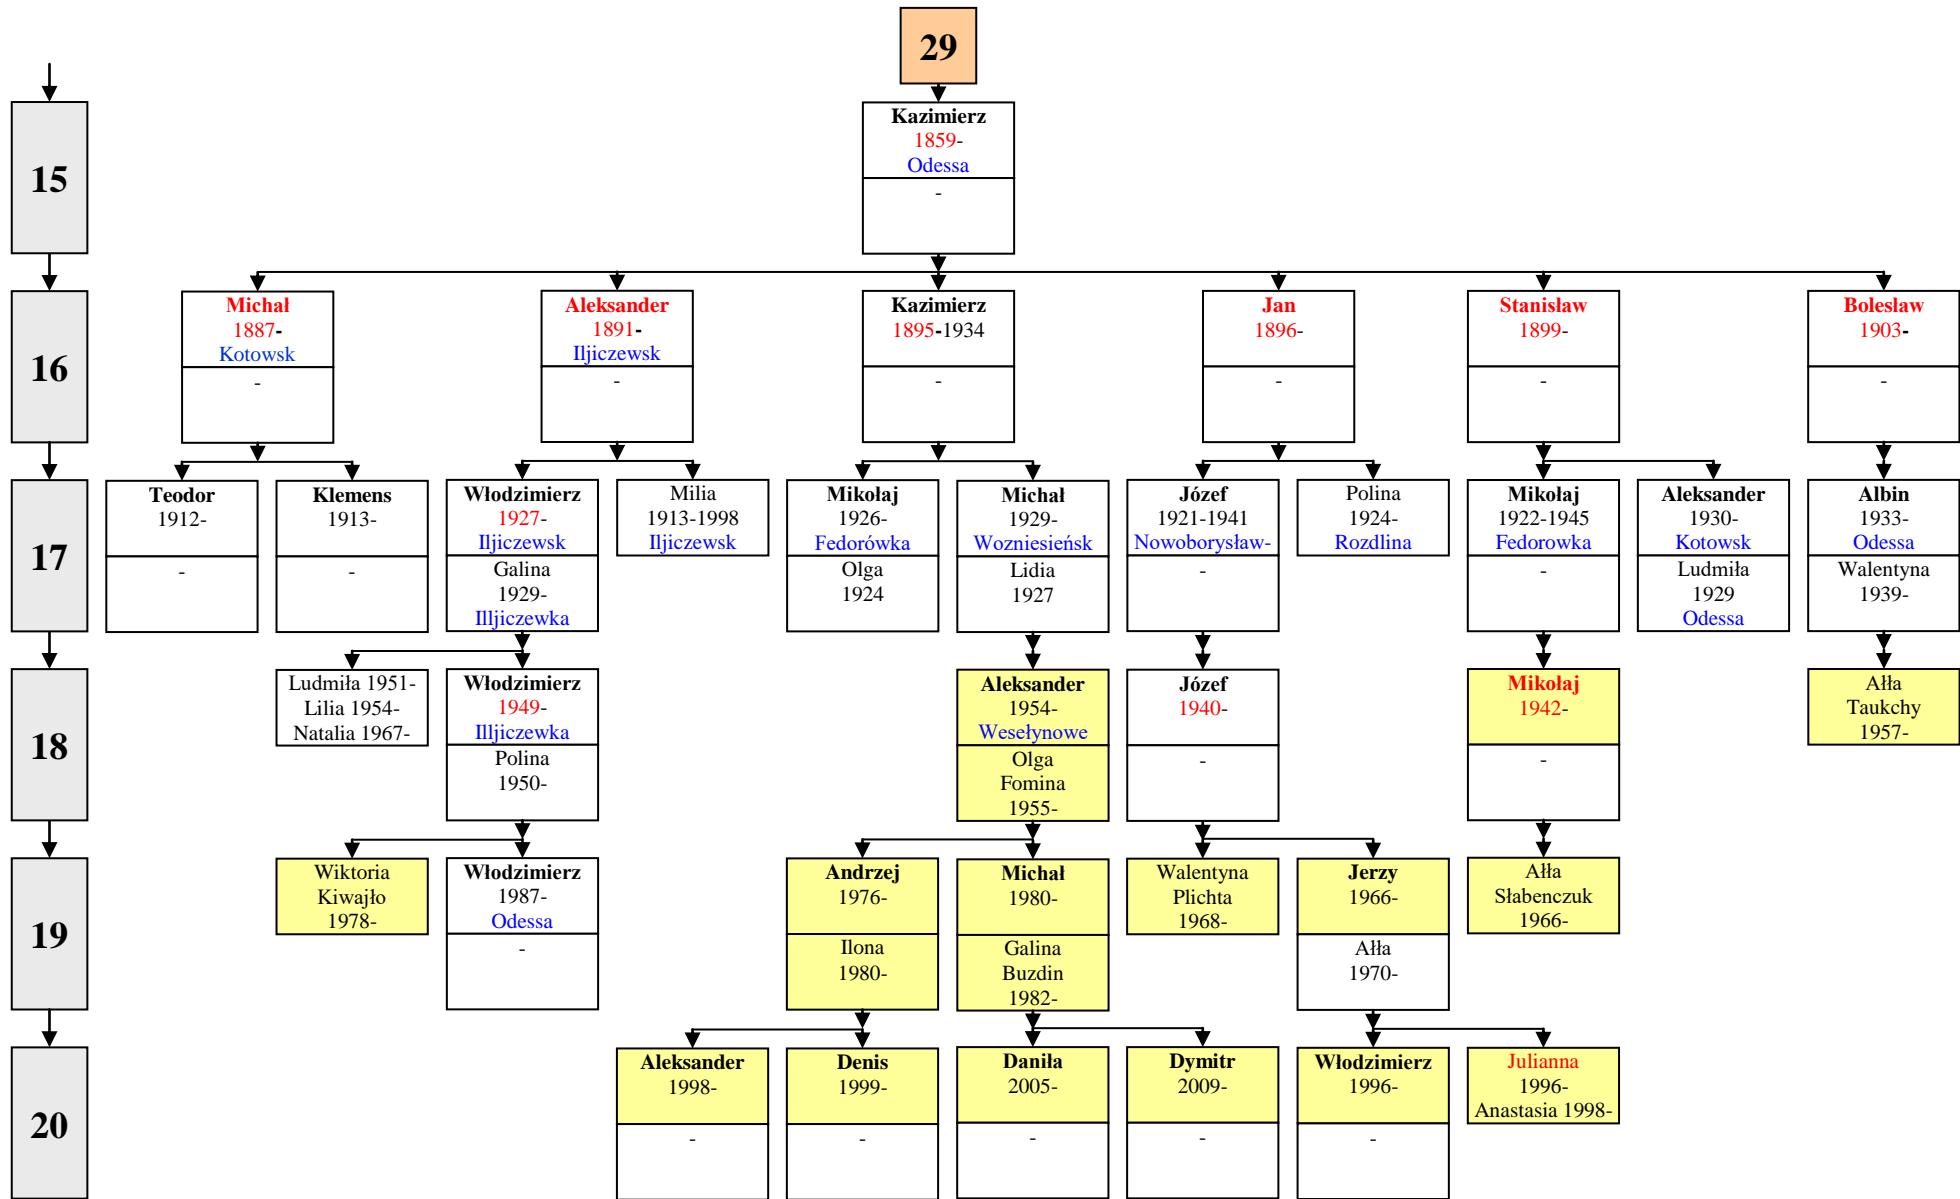 29
15
Kazimierz
1859-
Odessa
-
16
Michał
1887-
Kotowsk
-
Aleksander
1891-
Iljiczewsk
-
Kazimierz
1895-1934
-
Jan
1896-
-
Stanisław
1899-
-
Bolesław
1903-
-
17
Teodor
1912-
-
Klemens
1913-
-
Włodzimierz
1927-
Iljiczewsk
Galina
1929-
Illjiczewka
Milia
1913-1998
Iljiczewsk
Mikołaj
1926-
Fedorówka
Olga
1924
Michał
1929-
Wozniesieńsk
Lidia
1927
Józef
1921-1941
Nowoborysław-
-
Polina
1924-
Rozdlina
Mikołaj
1922-1945
Fedorowka
-
Aleksander
1930-
Kotowsk
Ludmiła
1929
Odessa
Albin
1933-
Odessa
Walentyna
1939-
18
Ludmiła 1951-
Lilia 1954-
Natalia 1967-
Włodzimierz
1949-
Illjiczewka
Polina
1950-
Aleksander
1954-
Wesełynowe
Olga
Fomina
1955-
Józef
1940-
-
Mikołaj
1942-
-
Ałła
Taukchy
1957-
19
Wiktoria
Kiwajło
1978-
Włodzimierz
1987-
Odessa
-
Andrzej
1976-
Ilona
1980-
Michał
1980-
Galina
Buzdin
1982-
Walentyna
Plichta
1968-
Jerzy
1966-
Ałła
1970-
Ałła
Słabenczuk
1966-
20
Aleksander
1998-
-
Denis
1999-
-
Daniła
2005-
-
Dymitr
2009-
-
Włodzimierz
1996-
-
Julianna
1996-
Anastasia 1998-